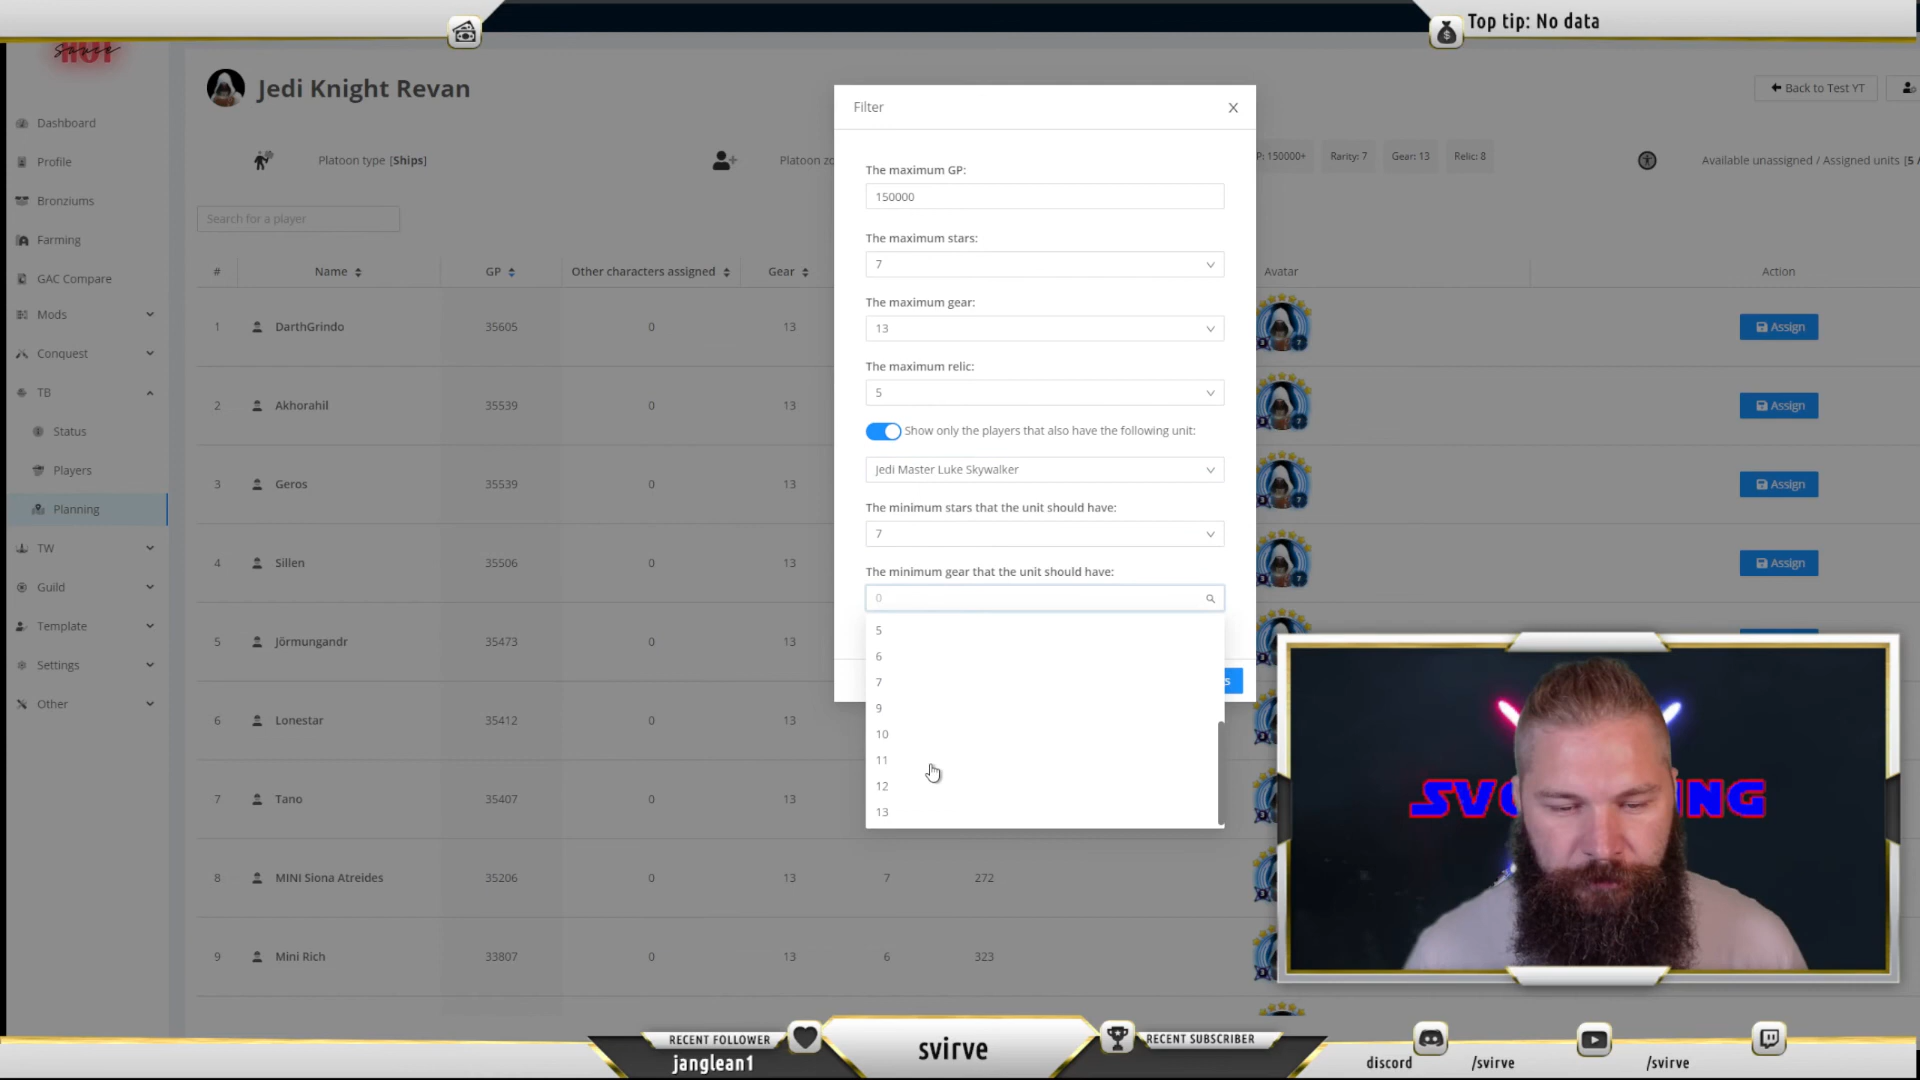 Top tip: No data
Sauce
HOT
Jedi Knight Revan
Back to Test YT
Filter
Platoon type [Ships]
Platoon zo
P: 150000+
Rarity: 7
Gear: 13
Relic: 8
Available unassigned / Assigned units [5 /
Search for a player
# Name GP Other characters assigned Gear Avatar Action
1 DarthGrindo 35605 0 13 Assign
2 Akhorahil 35539 0 13 Assign
3 Geros 35539 0 13 Assign
4 Sillen 35506 0 13 Assign
5 Jörmungandr 35473 0 13
6 Lonestar 35412 0 13
7 Tano 35407 0 13
8 MINI Siona Atreides 35206 0 13 7 272
9 Mini Rich 33807 0 13 6 323
Dashboard
Profile
Bronziums
Farming
GAC Compare
Mods
Conquest
TB
Status
Players
Planning
TW
Guild
Template
Settings
Other
The maximum GP:
150000
The maximum stars:
7
The maximum gear:
13
The maximum relic:
5
Show only the players that also have the following unit:
Jedi Master Luke Skywalker
The minimum stars that the unit should have:
7
The minimum gear that the unit should have:
0
5
6
7
9
10
11
12
13
s
RECENT FOLLOWER
janglean1
svirve
RECENT SUBSCRIBER
discord
/svirve
/svirve